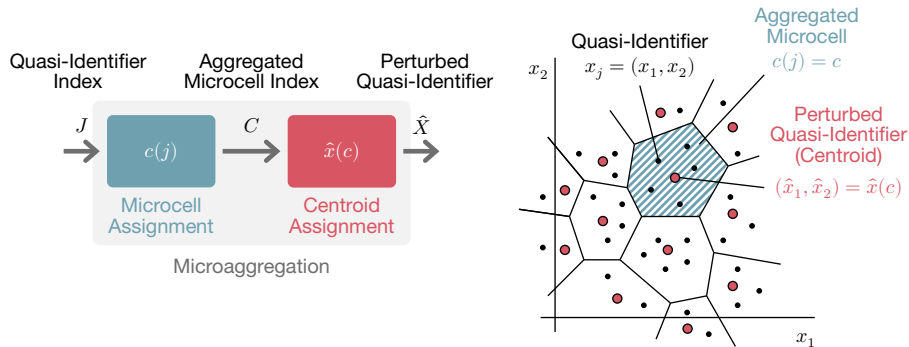 Quasi-Identifier
Index
Aggregated
Microcell Index
Perturbed
Quasi-Identifier
J
c(j)
C
x̂(c)
X̂
Microcell
Assignment
Centroid
Assignment
Microaggregation
Quasi-Identifier
x_j = (x_1, x_2)
Aggregated
Microcell
c(j) = c
x_2
Perturbed
Quasi-Identifier
(Centroid)
(x̂_1, x̂_2) = x̂(c)
x_1